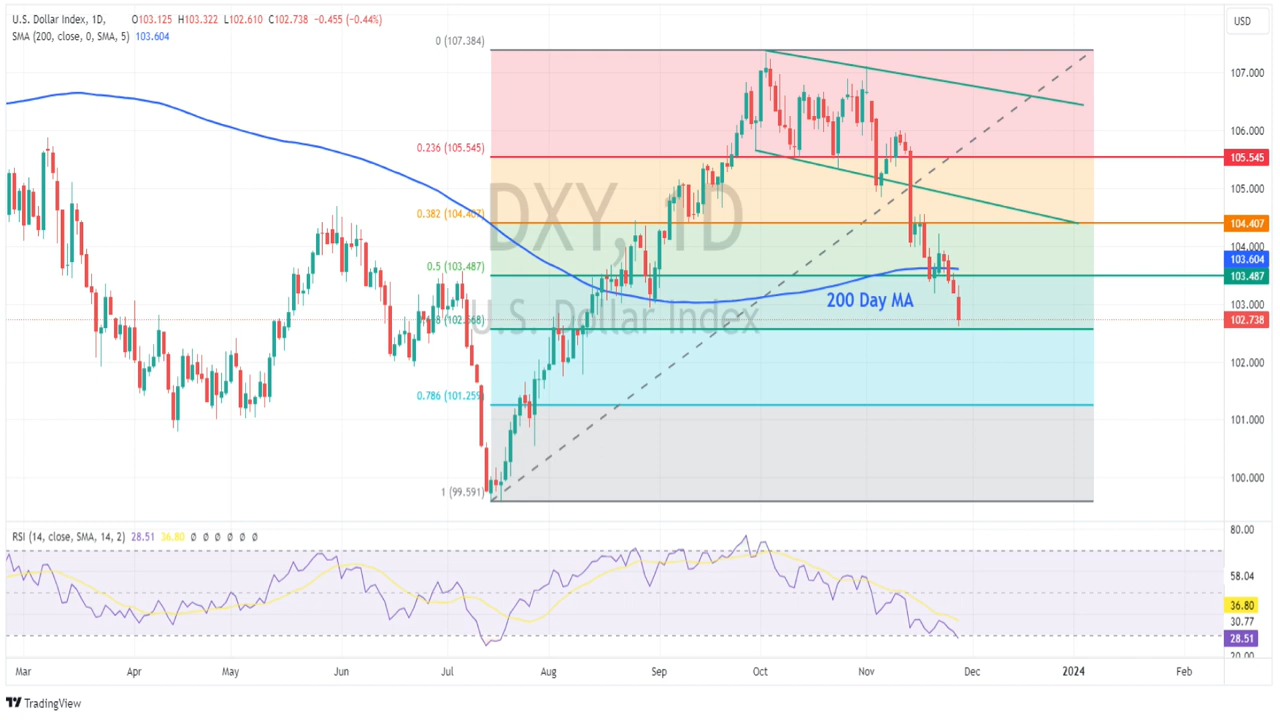 U.S. Dollar Index, 1D, O103.125 H103.322 L102.610 C102.738 -0.455 (-0.44%)
USD
SMA (200, close, 0, SMA, 5) 103.604
0 (107.384)
107.000
106.000
0.236 (105.545)
105.545
105.000
DXY, 1D
0.382 (104.407)
104.407
104.000
103.604
0.5 (103.487)
103.487
200 Day MA
103.000
U.S. Dollar Index
102.738
102.000
0.786 (101.259)
101.000
100.000
1 (99.591)
RSI (14, close, SMA, 14, 2) 28.51 36.80 Ø Ø Ø Ø Ø Ø
80.00
58.04
36.80
30.77
28.51
20.00
Mar Apr May Jun Jul Aug Sep Oct Nov Dec 2024 Feb
TradingView